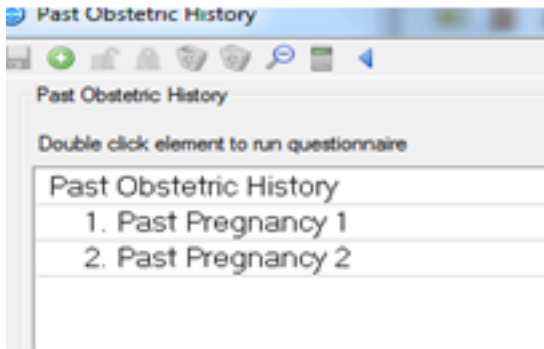 Past Obstetric History
Past Obstetric History
Double click element to run questionnaire
Past Obstetric History
1. Past Pregnancy 1
2. Past Pregnancy 2